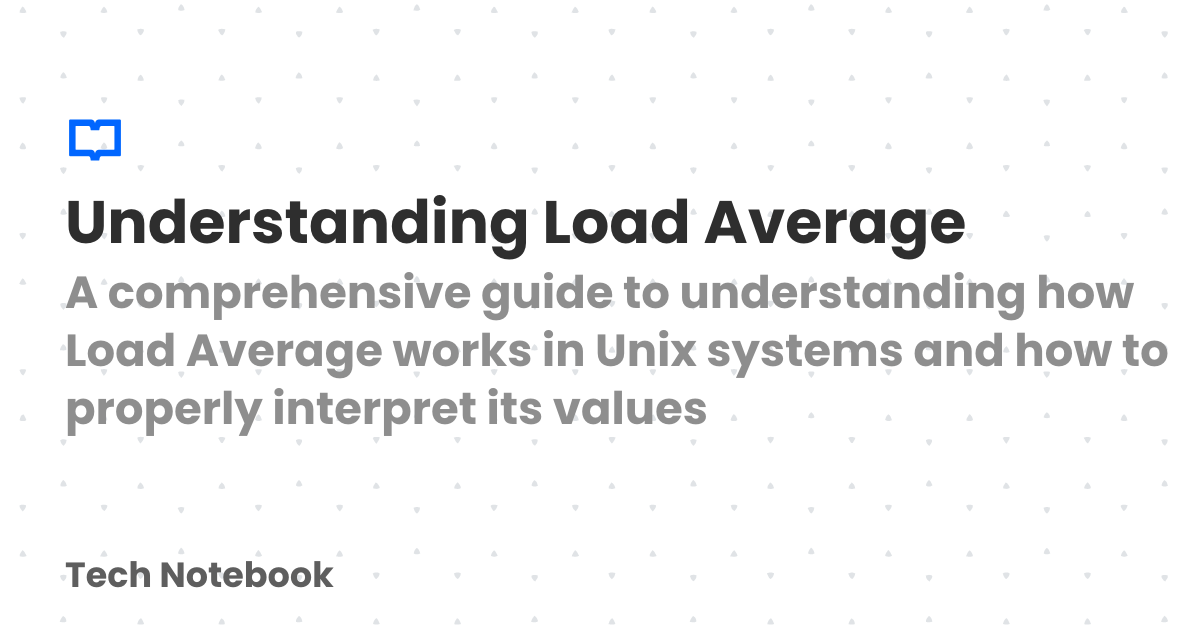 Understanding Load Average
A comprehensive guide to understanding how
Load Average works in Unix systems and how to
properly interpret its values
Tech Notebook